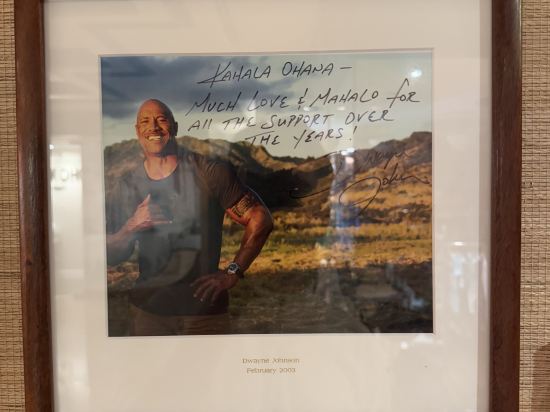 KAHALA OHANA —
MUCH LOVE & MAHALO FOR
ALL THE SUPPORT OVER
THE YEARS!
Dwayne Johnson
February 2003